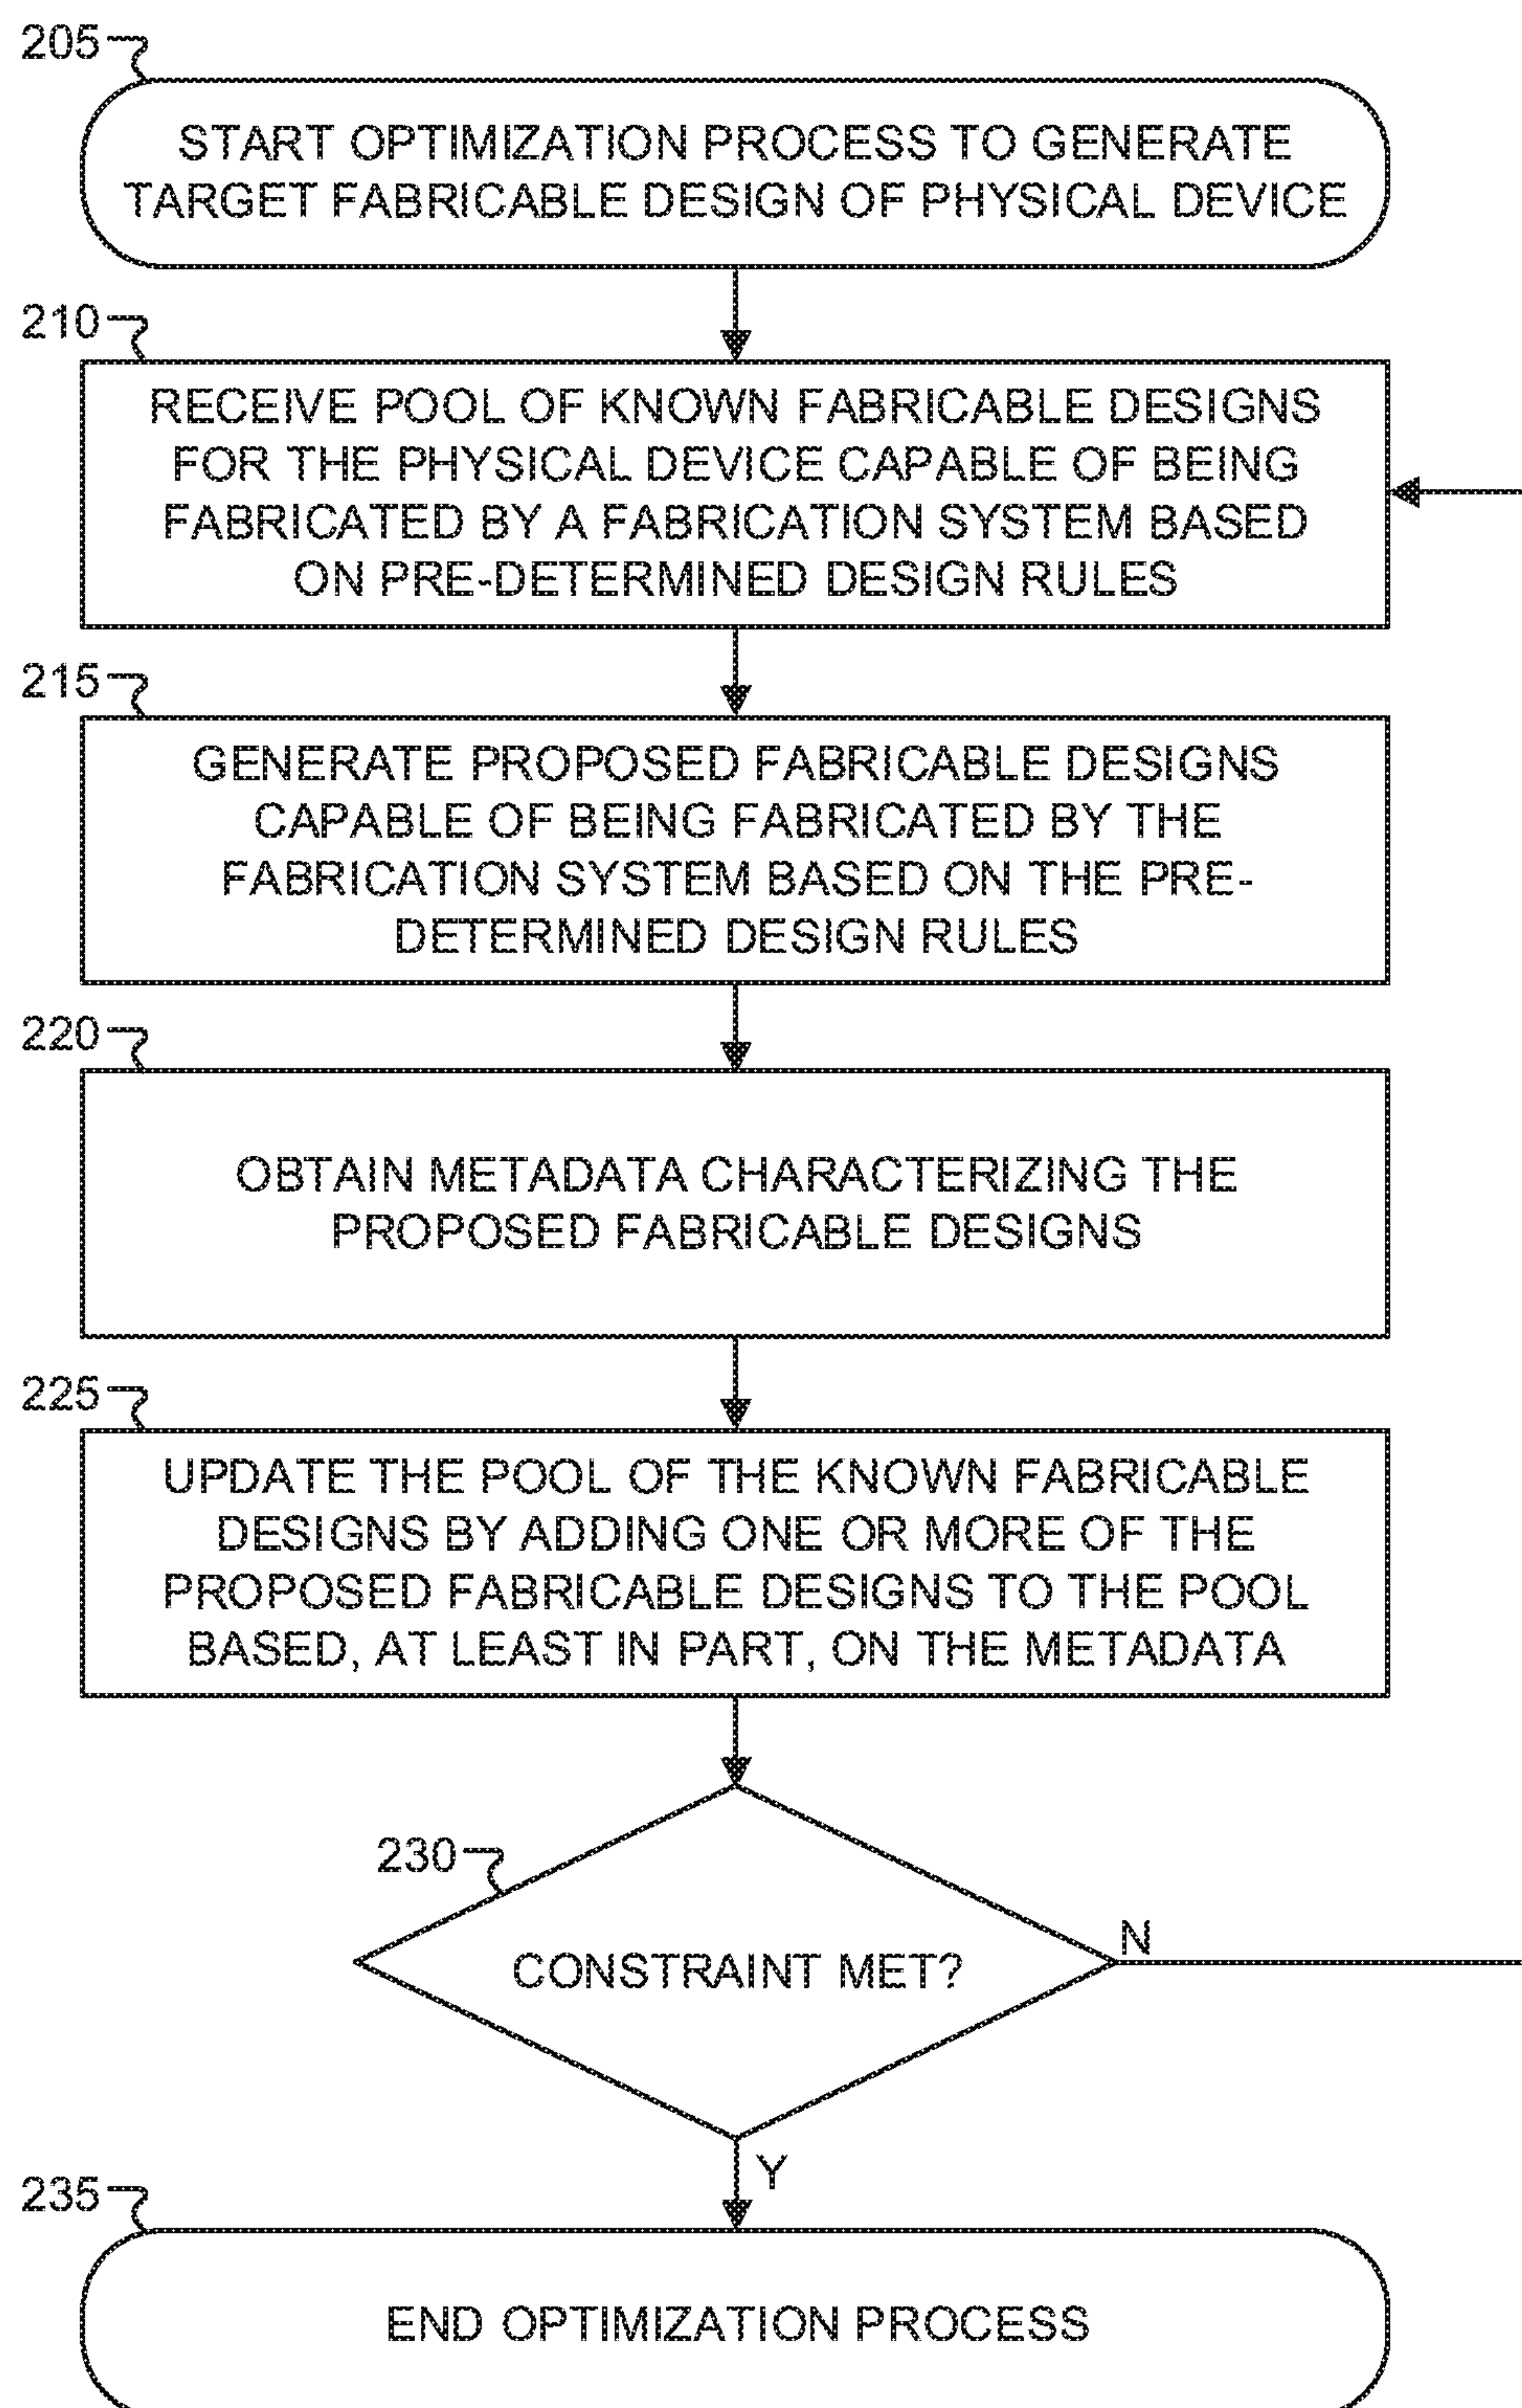 205
START OPTIMIZATION PROCESS TO GENERATE
TARGET FABRICABLE DESIGN OF PHYSICAL DEVICE
210
RECEIVE POOL OF KNOWN FABRICABLE DESIGNS
FOR THE PHYSICAL DEVICE CAPABLE OF BEING
FABRICATED BY A FABRICATION SYSTEM BASED
ON PRE-DETERMINED DESIGN RULES
215
GENERATE PROPOSED FABRICABLE DESIGNS
CAPABLE OF BEING FABRICATED BY THE
FABRICATION SYSTEM BASED ON THE PRE-
DETERMINED DESIGN RULES
220
OBTAIN METADATA CHARACTERIZING THE
PROPOSED FABRICABLE DESIGNS
225
UPDATE THE POOL OF THE KNOWN FABRICABLE
DESIGNS BY ADDING ONE OR MORE OF THE
PROPOSED FABRICABLE DESIGNS TO THE POOL
BASED, AT LEAST IN PART, ON THE METADATA
230
CONSTRAINT MET?
N
Y
235
END OPTIMIZATION PROCESS